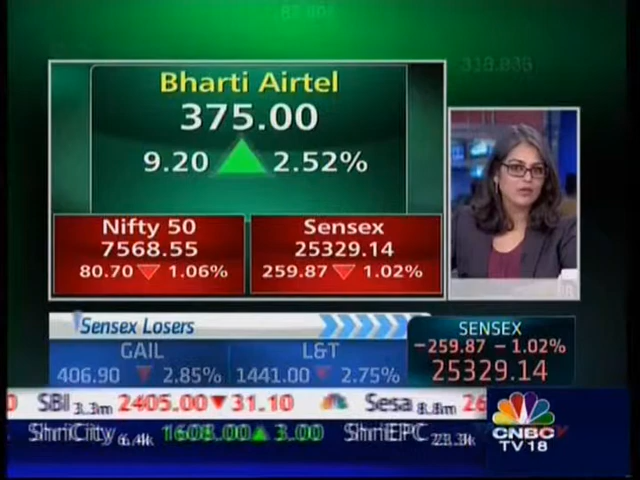 Bharti Airtel
375.00
9.20 2.52%
Nifty 50
7568.55
80.70 1.06%
Sensex
25329.14
259.87 1.02%
Sensex Losers
GAIL
406.90 2.85%
L&T
1441.00 2.75%
SENSEX
-259.87 -1.02%
25329.14
SBI 3.3m 2405.00 31.10 Sesa 8.8m 26
ShriCity 6.4k 1608.00 3.00 ShriEPC 23.3k
CNBC
TV18